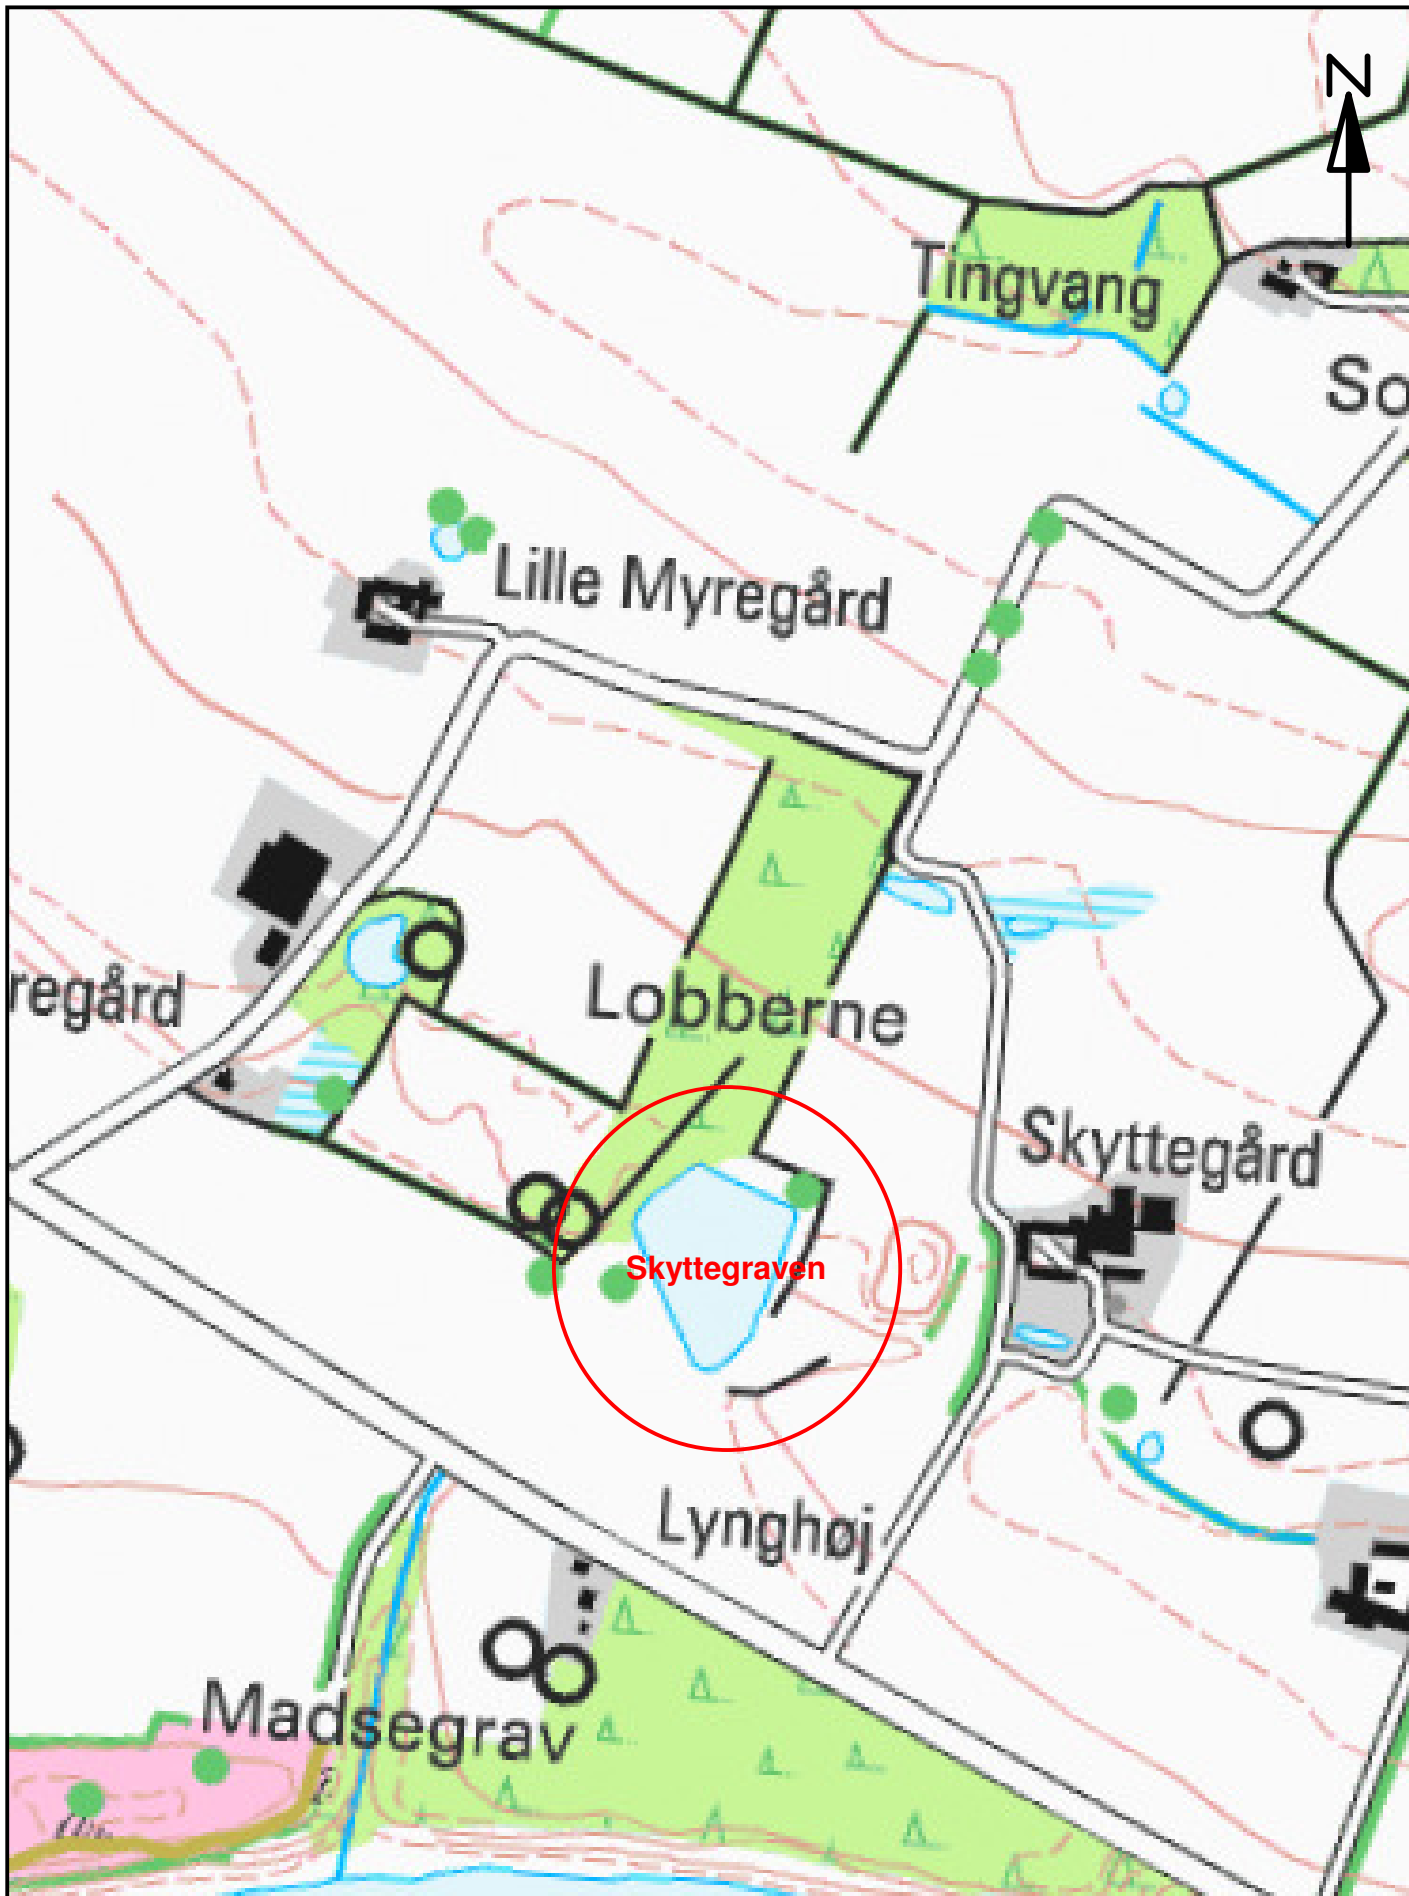 N
Tingvang
So
Lille Myregård
regård
Lobberne
Skyttegård
Skyttegraven
Lynghøj
Madsegrav